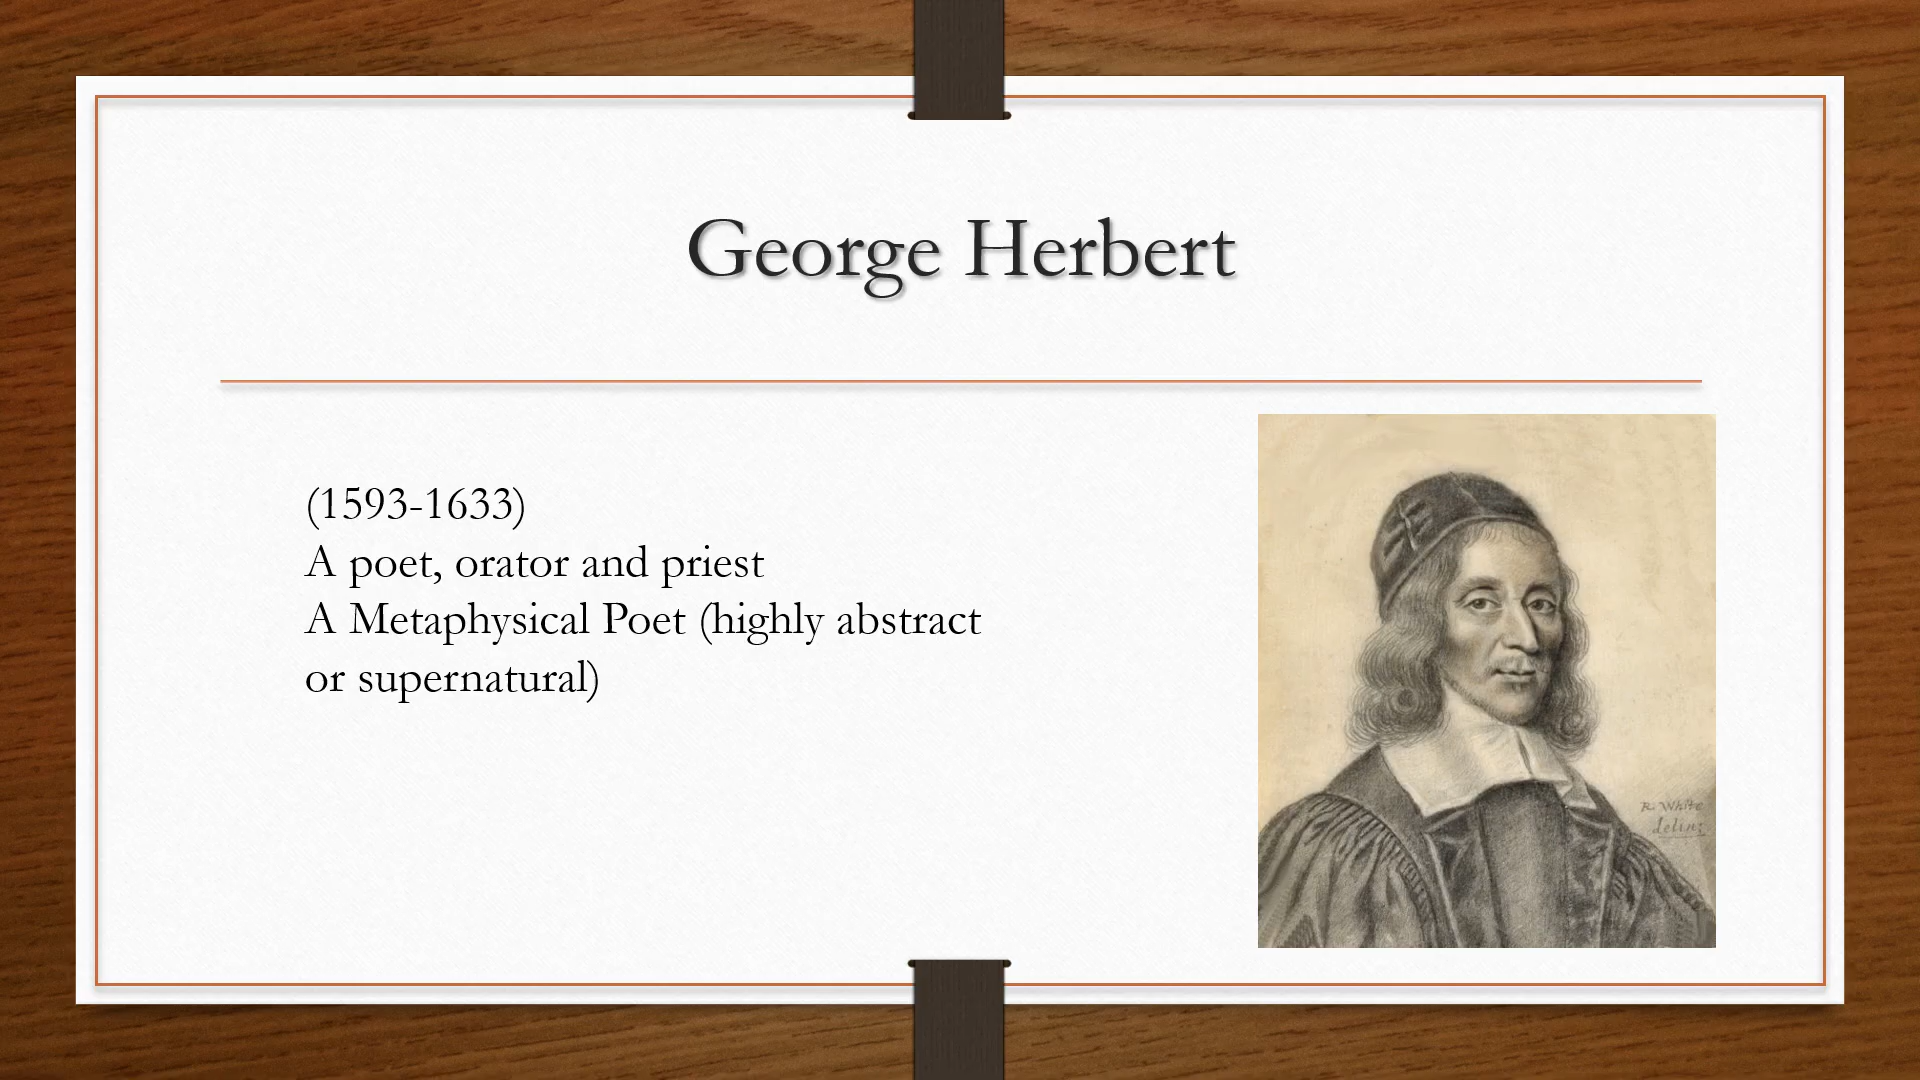 George Herbert
(1593-1633)
A poet, orator and priest
A Metaphysical Poet (highly abstract
or supernatural)
R. White
delin: